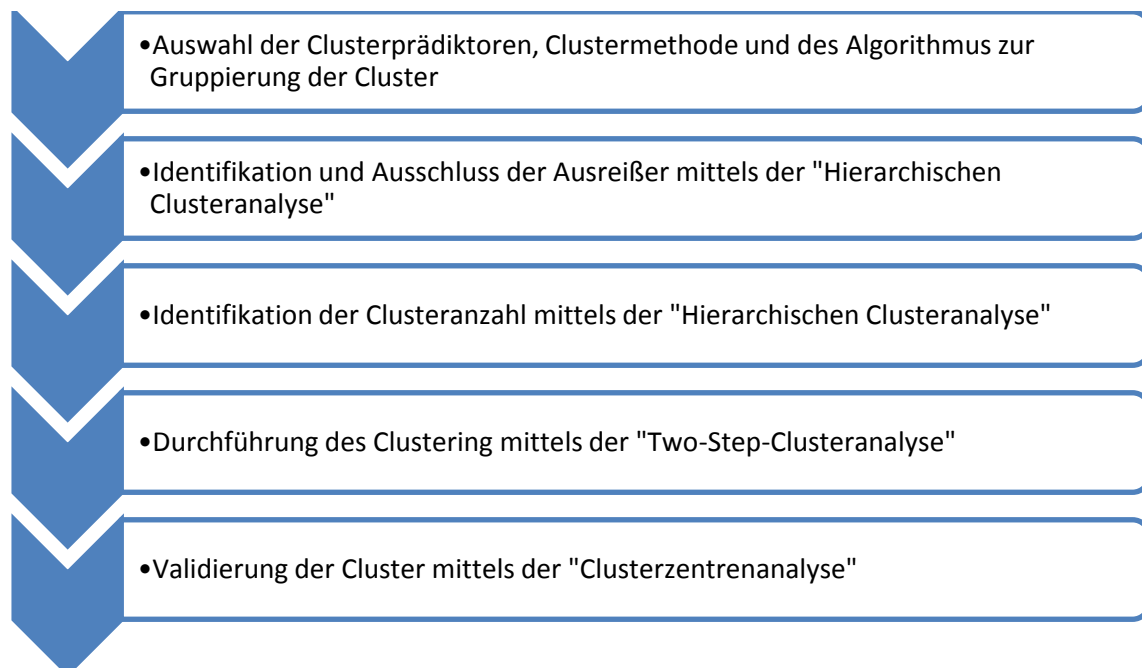 •Auswahl der Clusterprädiktoren, Clustermethode und des Algorithmus zur
Gruppierung der Cluster
•Identifikation und Ausschluss der Ausreißer mittels der "Hierarchischen
Clusteranalyse"
•Identifikation der Clusteranzahl mittels der "Hierarchischen Clusteranalyse"
•Durchführung des Clustering mittels der "Two-Step-Clusteranalyse"
•Validierung der Cluster mittels der "Clusterzentrenanalyse"